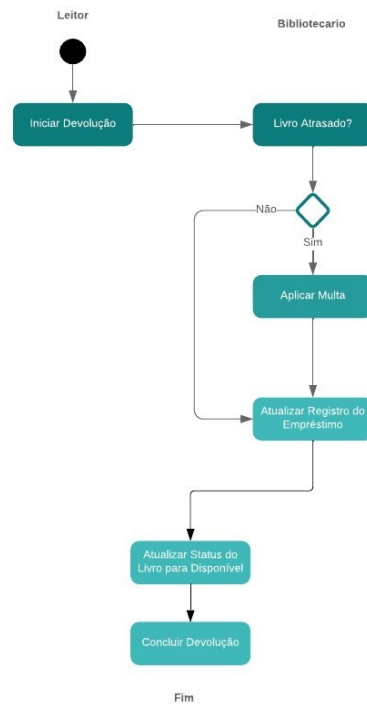 Leitor
Bibliotecario
Iniciar Devolução
Livro Atrasado?
Não
Sim
Aplicar Multa
Atualizar Registro do
Empréstimo
Atualizar Status do
Livro para Disponível
Concluir Devolução
Fim